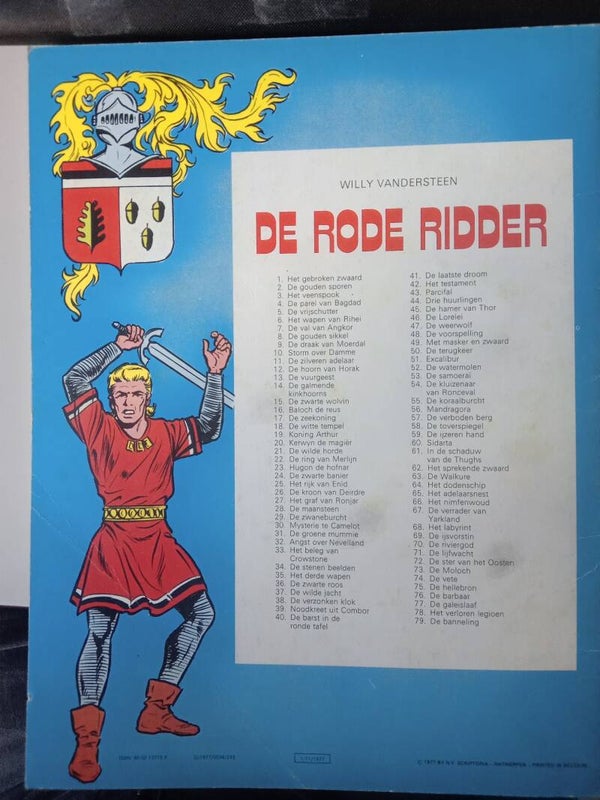 WILLY VANDERSTEEN
DE RODE RIDDER
1. Het gebroken zwaard
2. De gouden sporen
3. Het veenspook
4. De parel van Bagdad
5. De vrijschutter
6. Het wapen van Rihei
7. De val van Angkor
8. De gouden sikkel
9. De draak van Moerdal
10. Storm over Damme
11. De zilveren adelaar
12. De hoorn van Horak
13. De vuurgeest
14. De galmende
kinkhoorns
15. De zwarte wolvin
16. Baloch de reus
17. De zeekoning
18. De witte tempel
19. Koning Arthur
20. Kerwyn de magiër
21. De wilde horde
22. De ring van Merlijn
23. Hugon de hofnar
24. De zwarte banier
25. Het rijk van Enid
26. De kroon van Deirdre
27. Het graf van Ronjar
28. De maansteen
29. De zwaneburcht
30. Mysterie te Camelot
31. De groene mummie
32. Angst over Nevelland
33. Het beleg van
Crowstone
34. De stenen beelden
35. Het derde wapen
36. De zwarte roos
37. De wilde jacht
38. De verzonken klok
39. Noodkreet uit Combor
40. De barst in de
ronde tafel
41. De laatste droom
42. Het testament
43. Parcifal
44. Drie huurlingen
45. De hamer van Thor
46. De Lorelei
47. De weerwolf
48. De voorspelling
49. Met masker en zwaard
50. De terugkeer
51. Excalibur
52. De watermolen
53. De samoerai
54. De kluizenaar
van Ronceval
55. De koraalburcht
56. Mandragora
57. De verboden berg
58. De toverspiegel
59. De ijzeren hand
60. Sidarta
61. In de schaduw
van de Thughs
62. Het sprekende zwaard
63. De Walkure
64. Het dodenschip
65. Het adelaarsnest
66. Het nimfenwoud
67. De verrader van
Yarkland
68. Het labyrint
69. De ijsvorstin
70. De riviergod
71. De lijfwacht
72. De ster van het Oosten
73. De Moloch
74. De vete
75. De hellebron
76. De barbaar
77. De galeislaaf
78. Het verloren legioen
79. De banneling
© 1977 BY N.V. SCRIPTORIA - ANTWERPEN - PRINTED IN BELGIUM